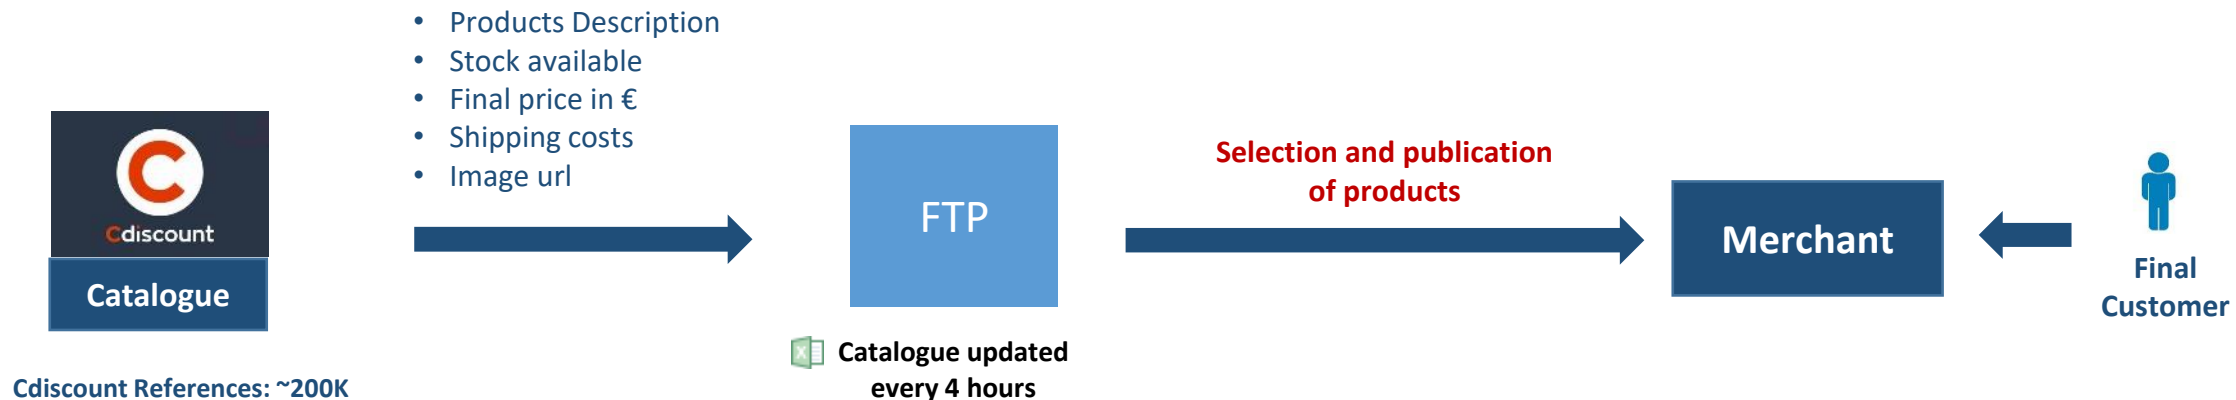 • Products Description
• Stock available
• Final price in €
• Shipping costs
• Image url
Cdiscount
Catalogue
Cdiscount References: ~200K
FTP
Catalogue updated
every 4 hours
Selection and publication
of products
Merchant
Final
Customer